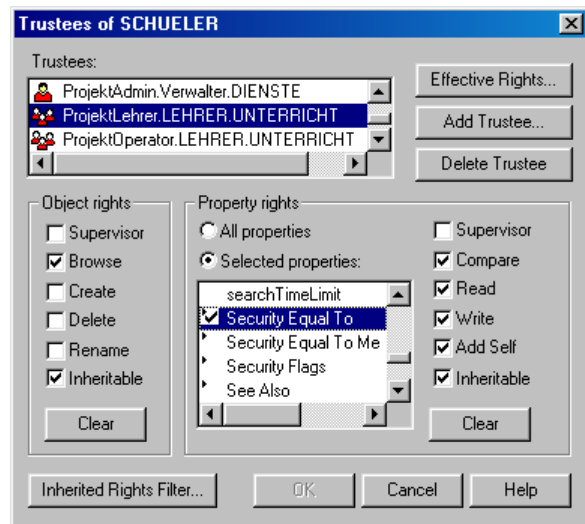 Trustees of SCHUELER
Trustees:
ProjektAdmin.Verwalter.DIENSTE
ProjektLehrer.LEHRER.UNTERRICHT
ProjektOperator.LEHRER.UNTERRICHT
Effective Rights...
Add Trustee...
Delete Trustee
Object rights
Supervisor
Browse
Create
Delete
Rename
Inheritable
Clear
Property rights
All properties
Selected properties:
searchTimeLimit
Security Equal To
Security Equal To Me
Security Flags
See Also
Supervisor
Compare
Read
Write
Add Self
Inheritable
Clear
Inherited Rights Filter...
OK
Cancel
Help